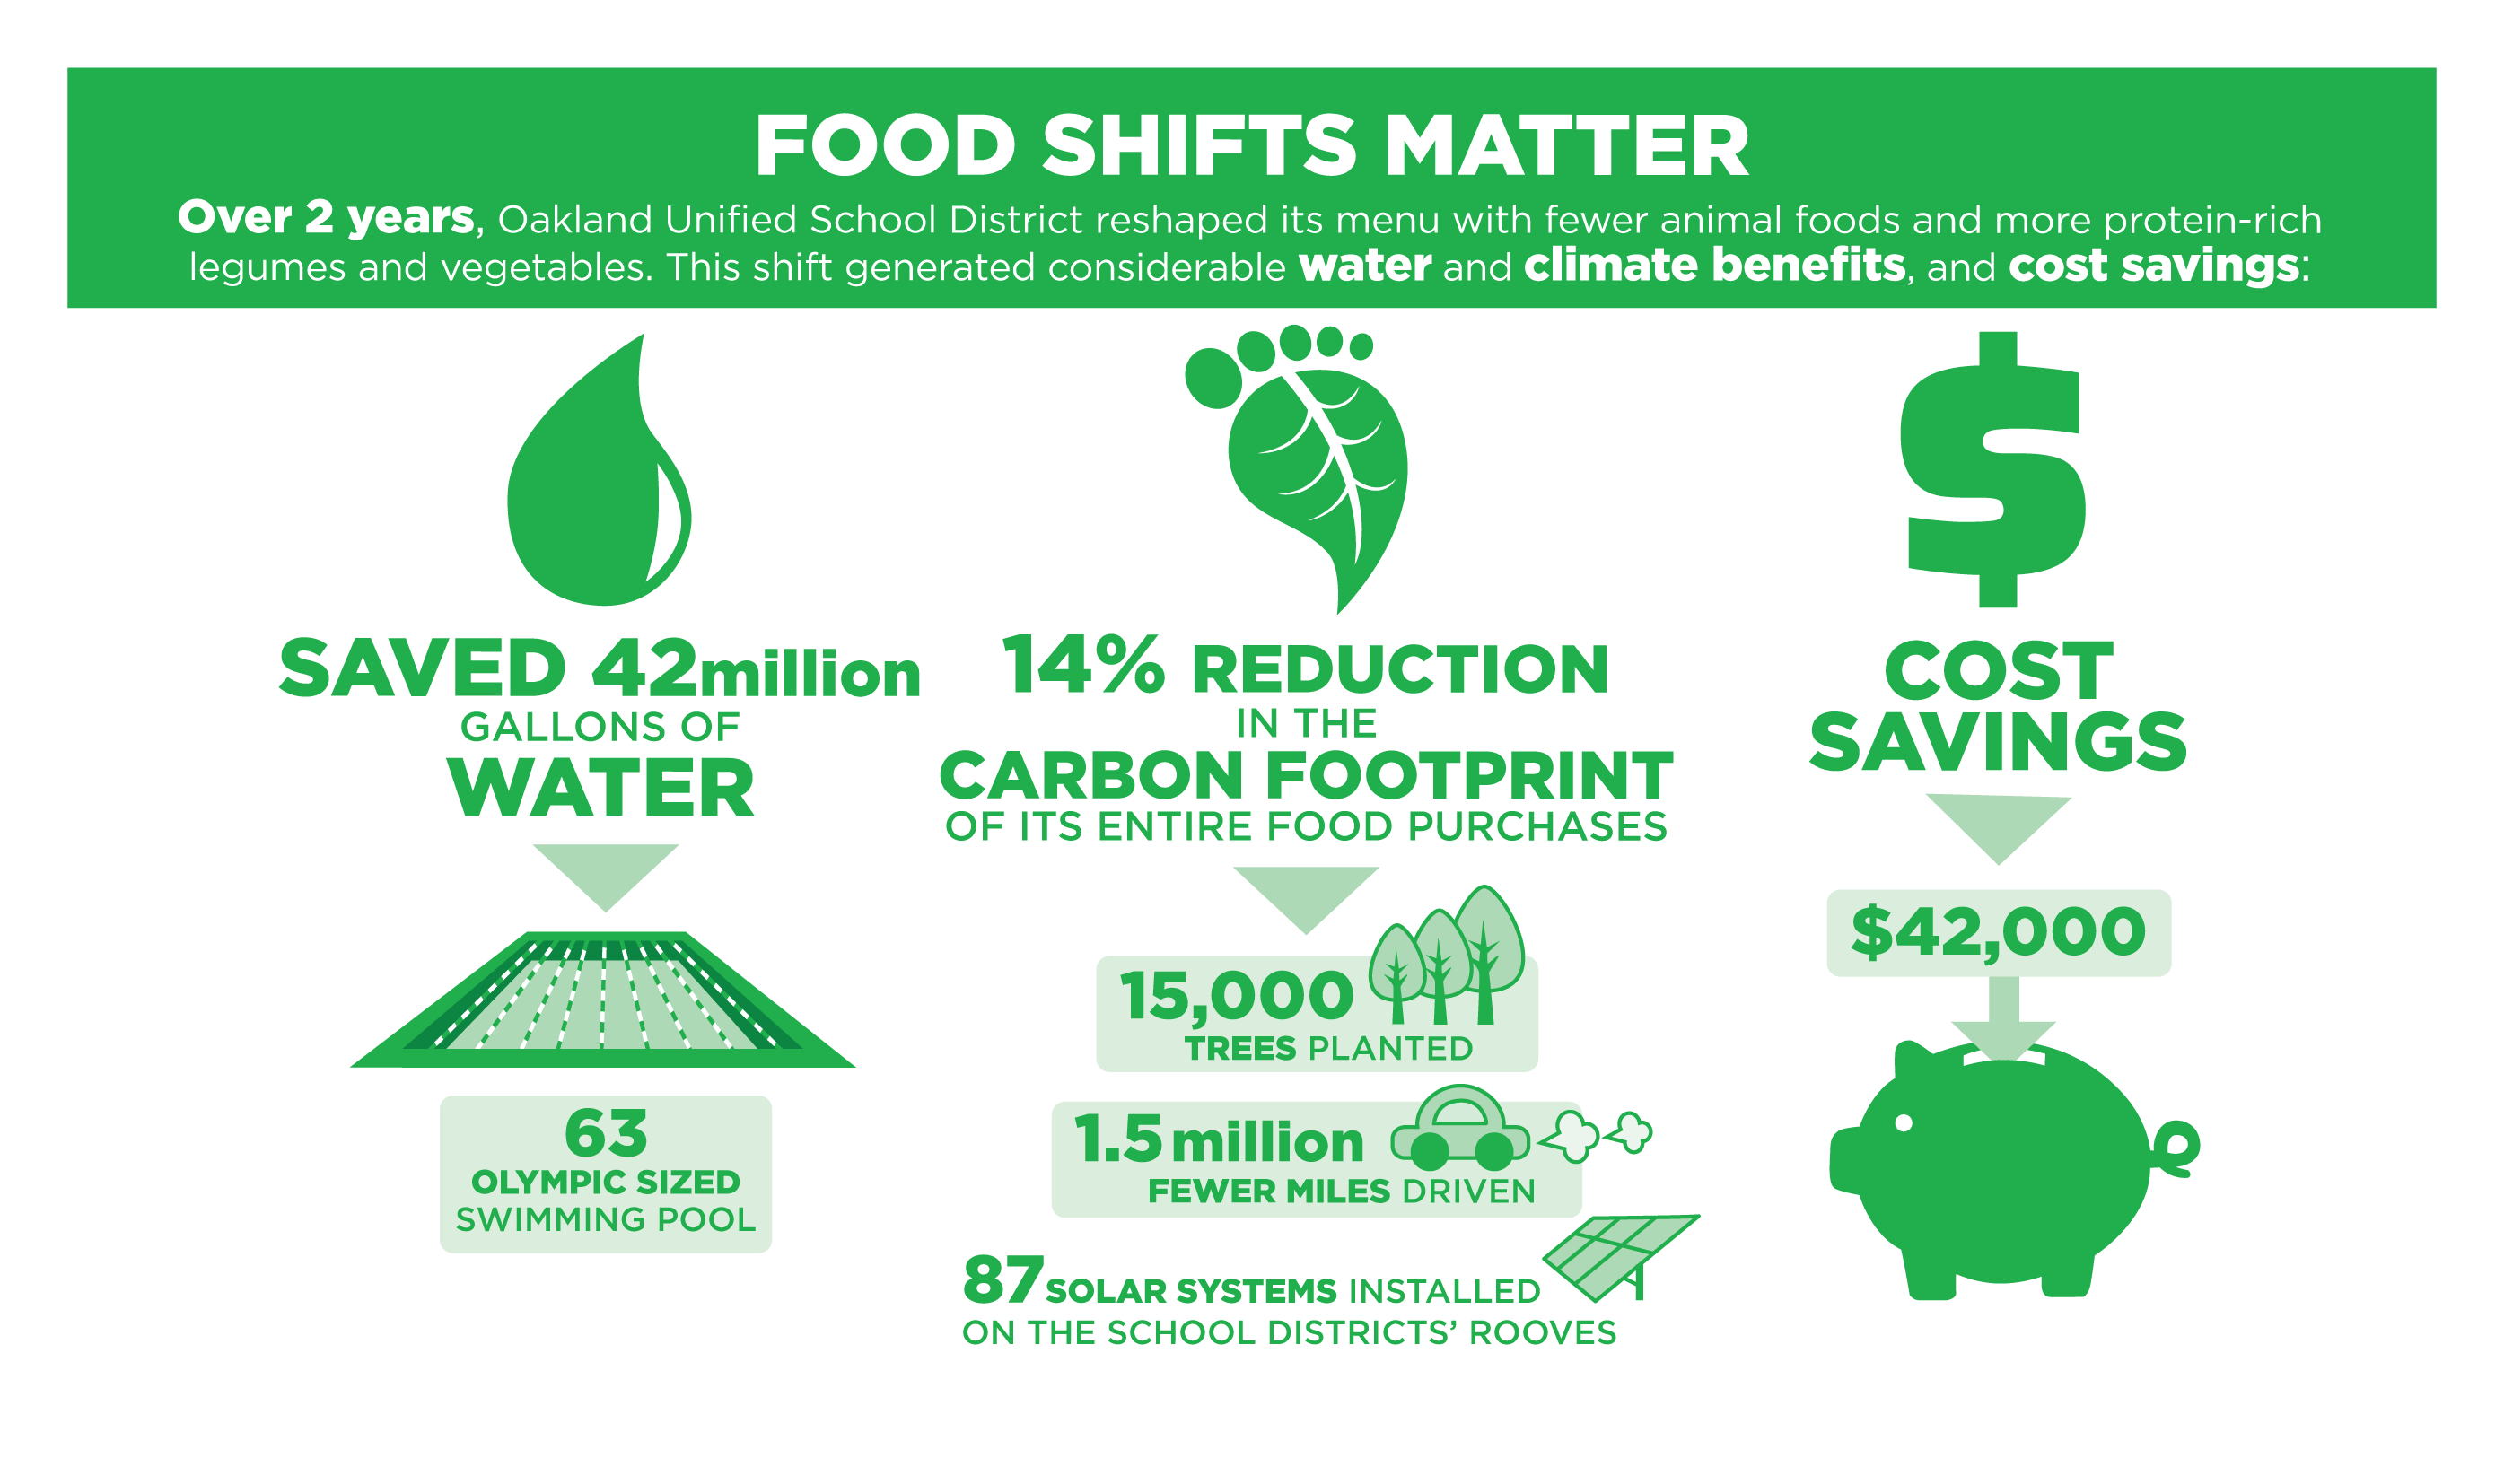 FOOD SHIFTS MATTER
Over 2 years, Oakland Unified School District reshaped its menu with fewer animal foods and more protein-rich
legumes and vegetables. This shift generated considerable water and climate benefits, and cost savings:
SAVED 42million
GALLONS OF
WATER
63
OLYMPIC SIZED
SWIMMING POOL
14% REDUCTION
IN THE
CARBON FOOTPRINT
OF ITS ENTIRE FOOD PURCHASES
15,000
TREES PLANTED
1.5 million
FEWER MILES DRIVEN
87 SOLAR SYSTEMS INSTALLED
ON THE SCHOOL DISTRICTS' ROOVES
$
COST
SAVINGS
$42,000